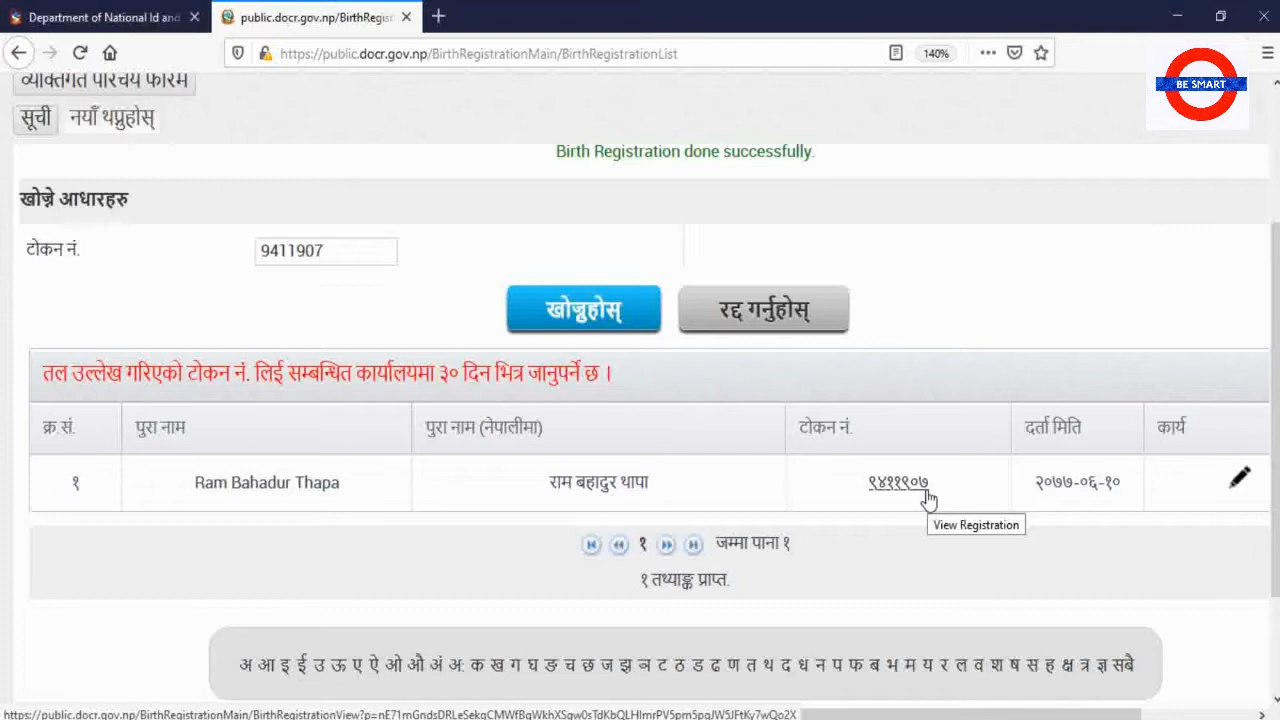 Department of National Id and
public.docr.gov.np/BirthRegis
https://public.docr.gov.np/BirthRegistrationMain/BirthRegistrationList
140%
व्यक्तिगत परिचय फारम
BE SMART
सूची नयाँ थप्नुहोस्
Birth Registration done successfully.
खोज्ने आधारहरु
टोकन नं. 9411907
खोज्नुहोस् रद्द गर्नुहोस्
तल उल्लेख गरिएको टोकन नं. लिई सम्बन्धित कार्यालयमा ३० दिन भित्र जानुपर्ने छ ।
क्र सं. पुरा नाम पुरा नाम (नेपालीमा) टोकन नं. दर्ता मिति कार्य
१ Ram Bahadur Thapa राम बहादुर थापा ९४११९०७ २०७७-०६-१०
View Registration
१ जम्मा पाना १
१ तथ्याङ्क प्राप्त.
अ आ इ ई उ ऊ ए ऐ ओ औ अं अः क ख ग घ ङ च छ ज झ ञ ट ठ ड ढ ण त थ द ध न प फ ब भ म य र ल व श ष स ह क्ष त्र ज्ञ सबै